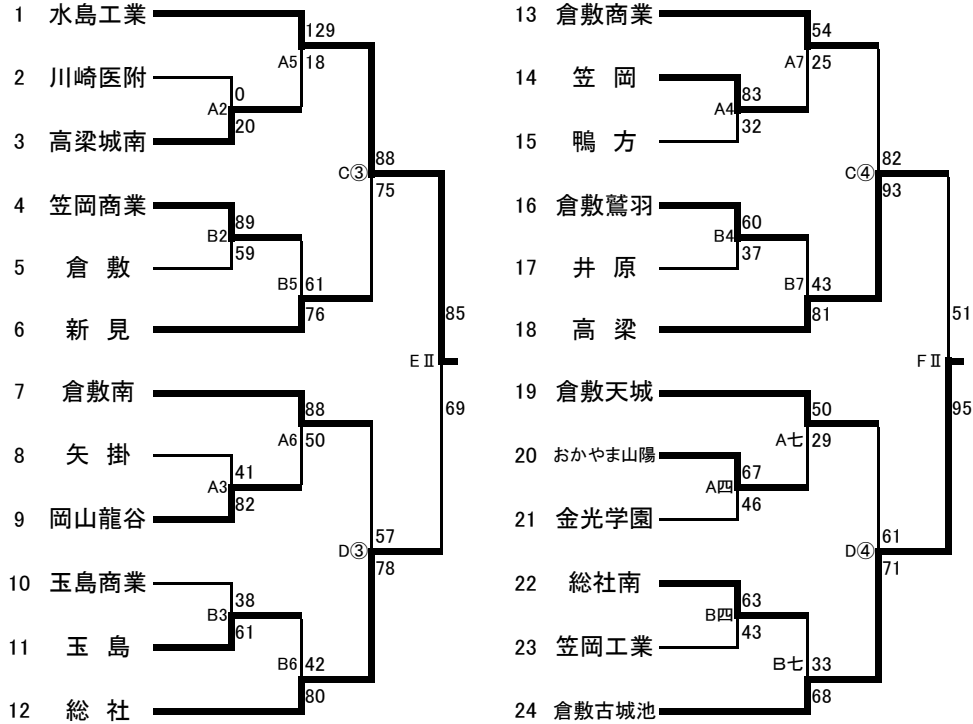 1 水島工業
129
A5 18
2 川崎医附
0
A2
20
3 高梁城南
88
C③
75
4 笠岡商業
89
B2
59
5 倉敷
B5 61
76
6 新見
85
EⅡ
69
7 倉敷南
88
A6 50
8 矢掛
41
A3
82
9 岡山龍谷
57
D③
78
10 玉島商業
38
B3
61
11 玉島
B6 42
80
12 総社
13 倉敷商業
54
A7 25
14 笠岡
83
A4
32
15 鴨方
82
C④
93
16 倉敷鷲羽
60
B4
37
17 井原
B7 43
81
18 高梁
51
FⅡ
95
19 倉敷天城
50
A七 29
20 おかやま山陽
67
A四
46
21 金光学園
61
D④
71
22 総社南
63
B四
43
23 笠岡工業
B七 33
68
24 倉敷古城池